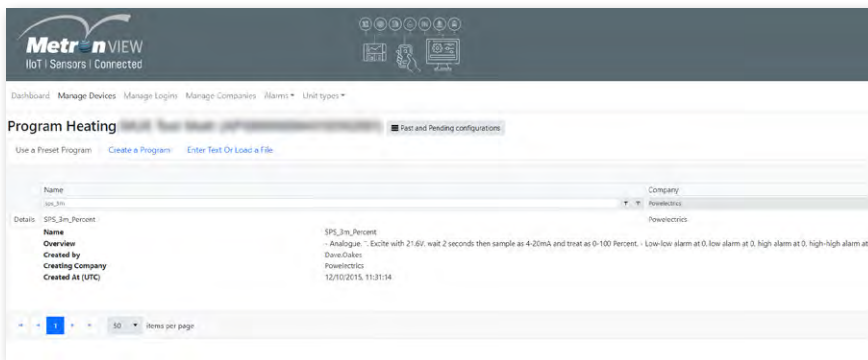 Metron VIEW
IIoT | Sensors | Connected
Dashboard Manage Devices Manage Logins Manage Companies Alarms Unit types
Program Heating
Past and Pending configurations
Use a Preset Program Create a Program Enter Text Or Load a File
Name Company
sps_3m Powelectrics
Details SPS_3m_Percent Powelectrics
Name SPS_3m_Percent
Overview - Analogue. '. Excite with 21.6V, wait 2 seconds then sample as 4-20mA and treat as 0-100 Percent. - Low-low alarm at 0, low alarm at 0, high alarm at 0, high-high alarm at
Created by Dave.Oakes
Creating Company Powelectrics
Created At (UTC) 12/10/2015, 11:31:14
1 50 items per page